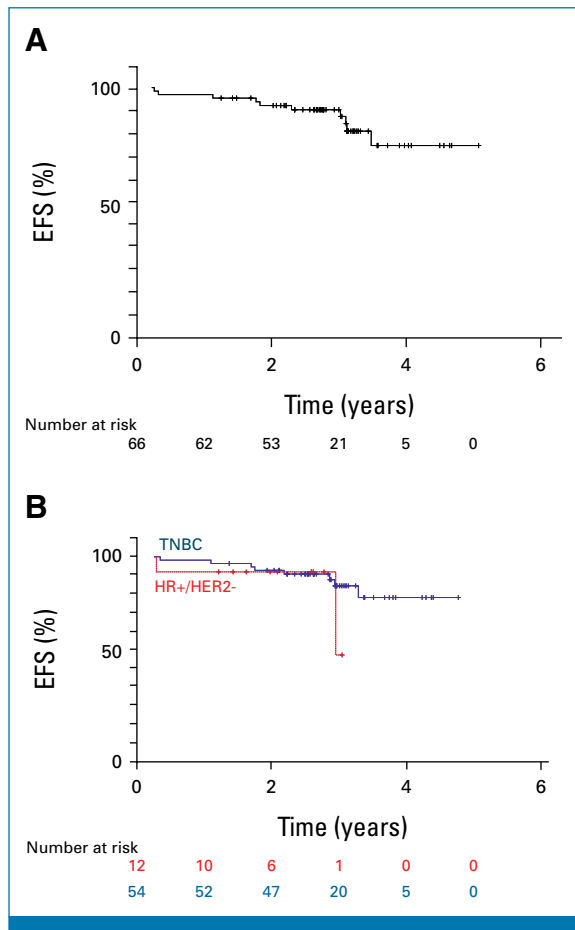 A
100
50
0
EFS (%)
0 2 4 6
Time (years)
Number at risk
66 62 53 21 5 0
B
TNBC
HR+/HER2-
100
50
0
EFS (%)
0 2 4 6
Time (years)
Number at risk
12 10 6 1 0 0
54 52 47 20 5 0